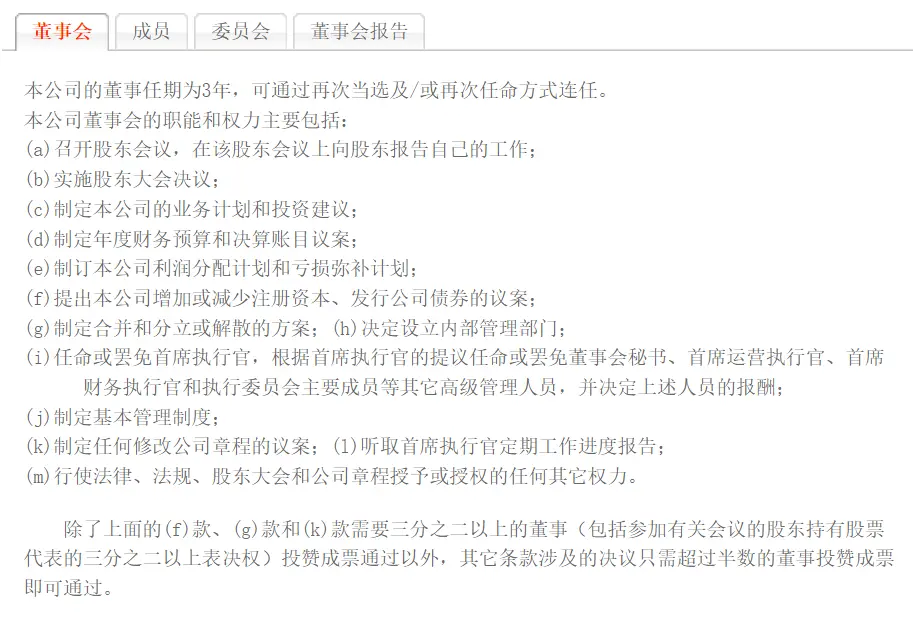 董事会 成员 委员会 董事会报告
本公司的董事任期为3年，可通过再次当选及/或再次任命方式连任。
本公司董事会的职能和权力主要包括：
(a)召开股东会议，在该股东会议上向股东报告自己的工作；
(b)实施股东大会决议；
(c)制定本公司的业务计划和投资建议；
(d)制定年度财务预算和决算账目议案；
(e)制订本公司利润分配计划和亏损弥补计划；
(f)提出本公司增加或减少注册资本、发行公司债券的议案；
(g)制定合并和分立或解散的方案；(h)决定设立内部管理部门；
(i)任命或罢免首席执行官，根据首席执行官的提议任命或罢免董事会秘书、首席运营执行官、首席
财务执行官和执行委员会主要成员等其它高级管理人员，并决定上述人员的报酬；
(j)制定基本管理制度；
(k)制定任何修改公司章程的议案；(l)听取首席执行官定期工作进度报告；
(m)行使法律、法规、股东大会和公司章程授予或授权的任何其它权力。
除了上面的(f)款、(g)款和(k)款需要三分之二以上的董事（包括参加有关会议的股东持有股票
代表的三分之二以上表决权）投赞成票通过以外，其它条款涉及的决议只需超过半数的董事投赞成票
即可通过。